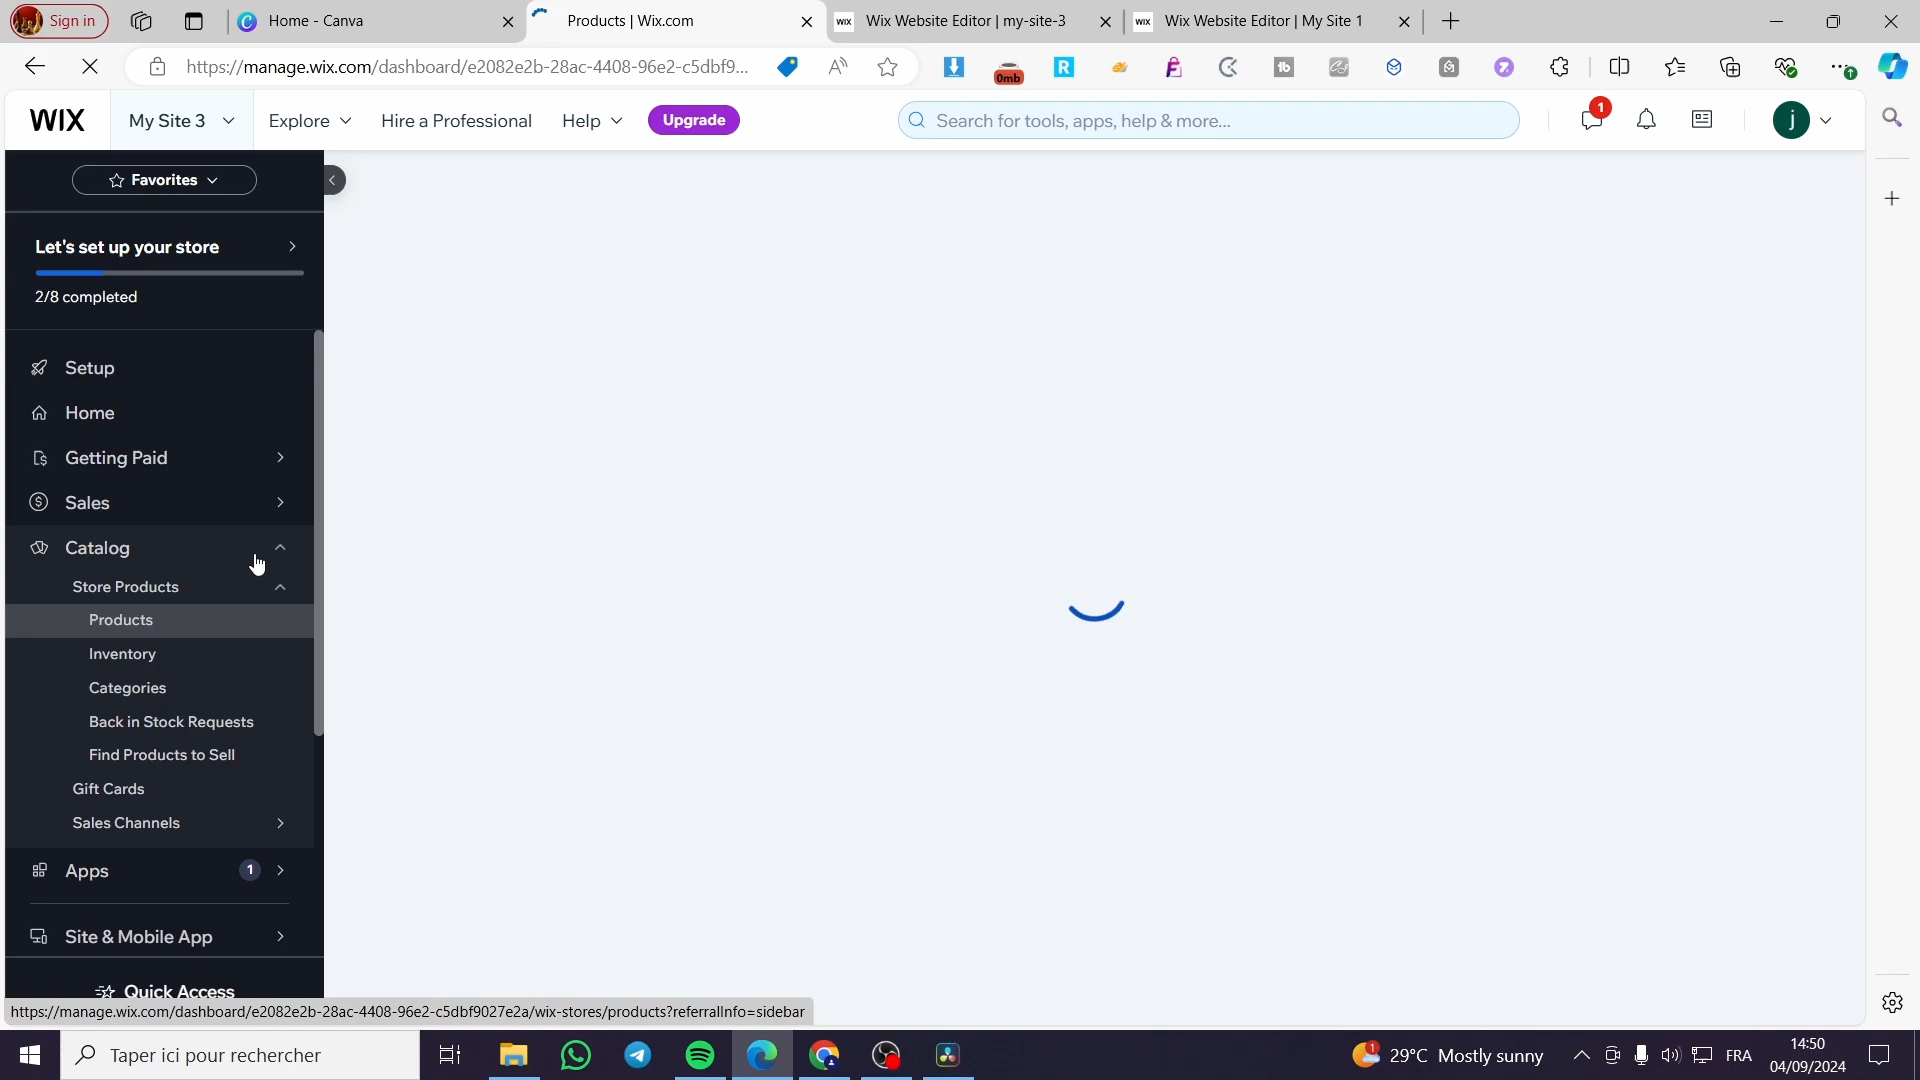 Sign in
Home - Canva
Products | Wix.com
WIX
Wix Website Editor | my-site-3
WIX
Wix Website Editor | My Site 1
https://manage.wix.com/dashboard/e2082e2b-28ac-4408-96e2-c5dbf9...
0mb
WIX
My Site 3
Explore
Hire a Professional
Help
Upgrade
Search for tools, apps, help & more...
1
j
Favorites
Let's set up your store
2/8 completed
Setup
Home
Getting Paid
Sales
Catalog
Store Products
Products
Inventory
Categories
Back in Stock Requests
Find Products to Sell
Gift Cards
Sales Channels
Apps
1
Site & Mobile App
Quick Access
https://manage.wix.com/dashboard/e2082e2b-28ac-4408-96e2-c5dbf9027e2a/wix-stores/products?referralInfo=sidebar
Taper ici pour rechercher
1
29°C Mostly sunny
FRA
14:50
04/09/2024